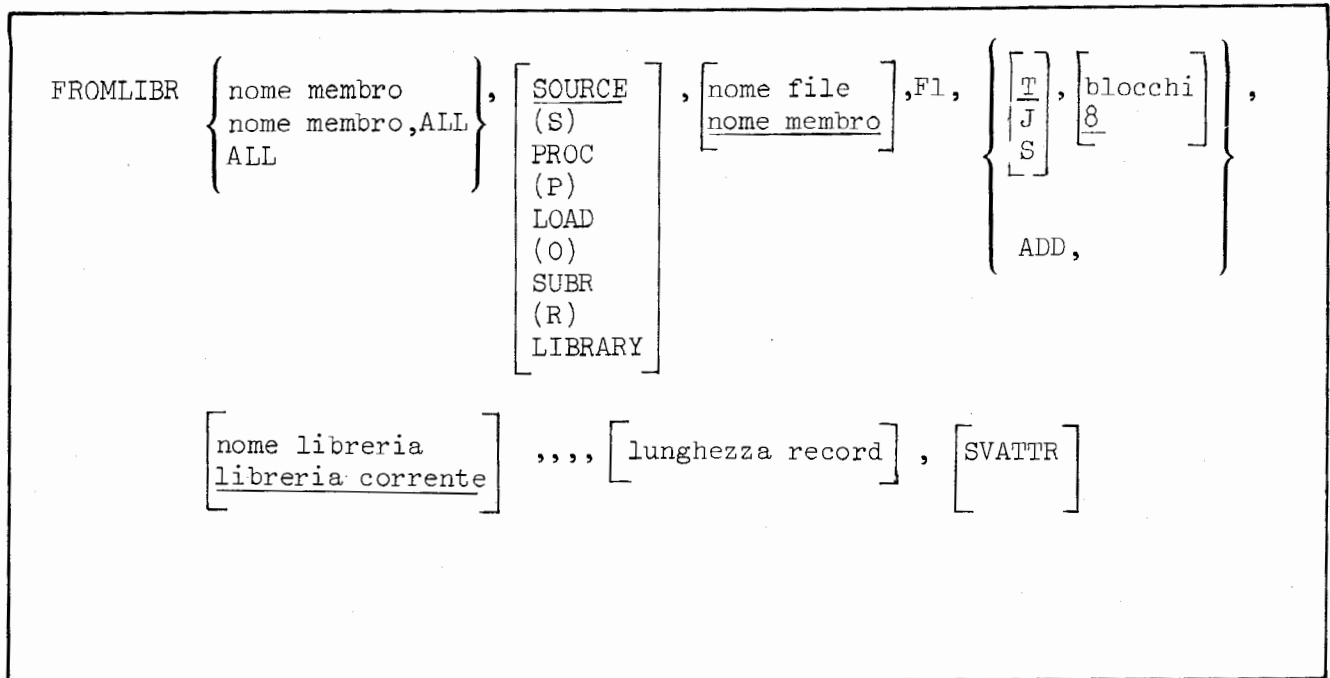 FROMLIBR { nome membro } , [ SOURCE ] , [ nome file ] ,F1, { [ T ] , [ blocchi ] } ,
nome membro,ALL (S) nome membro J 8
ALL PROC S
(P)
LOAD ADD,
(O)
SUBR
(R)
LIBRARY
[ nome libreria ] ,,,, [ lunghezza record ] , [ SVATTR ]
libreria corrente